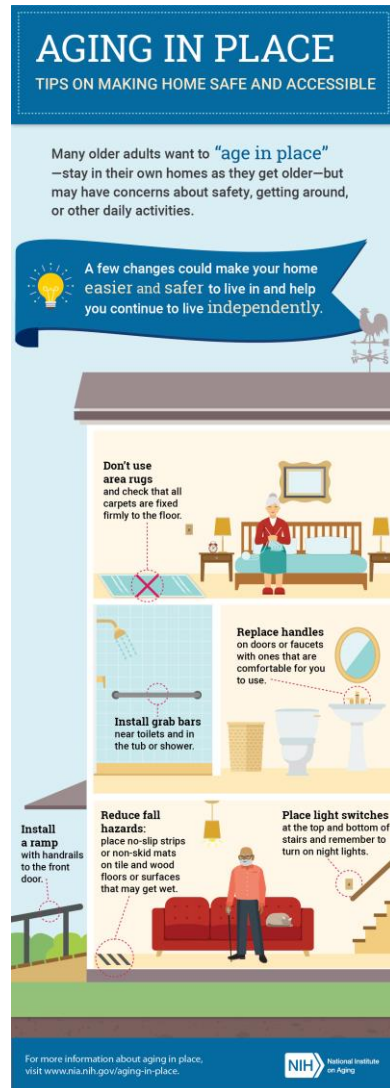 AGING IN PLACE
TIPS ON MAKING HOME SAFE AND ACCESSIBLE
Many older adults want to “age in place”
—stay in their own homes as they get older—but
may have concerns about safety, getting around,
or other daily activities.
A few changes could make your home
easier and safer to live in and help
you continue to live independently.
Don’t use
area rugs
and check that all
carpets are fixed
firmly to the floor.
Replace handles
on doors or faucets
with ones that are
comfortable for you
to use.
Install grab bars
near toilets and in
the tub or shower.
Install
a ramp
with handrails
to the front
door.
Reduce fall
hazards:
place no-slip strips
or non-skid mats
on tile and wood
floors or surfaces
that may get wet.
Place light switches
at the top and bottom of
stairs and remember to
turn on night lights.
For more information about aging in place,
visit www.nia.nih.gov/aging-in-place.
NIH
National Institute
on Aging